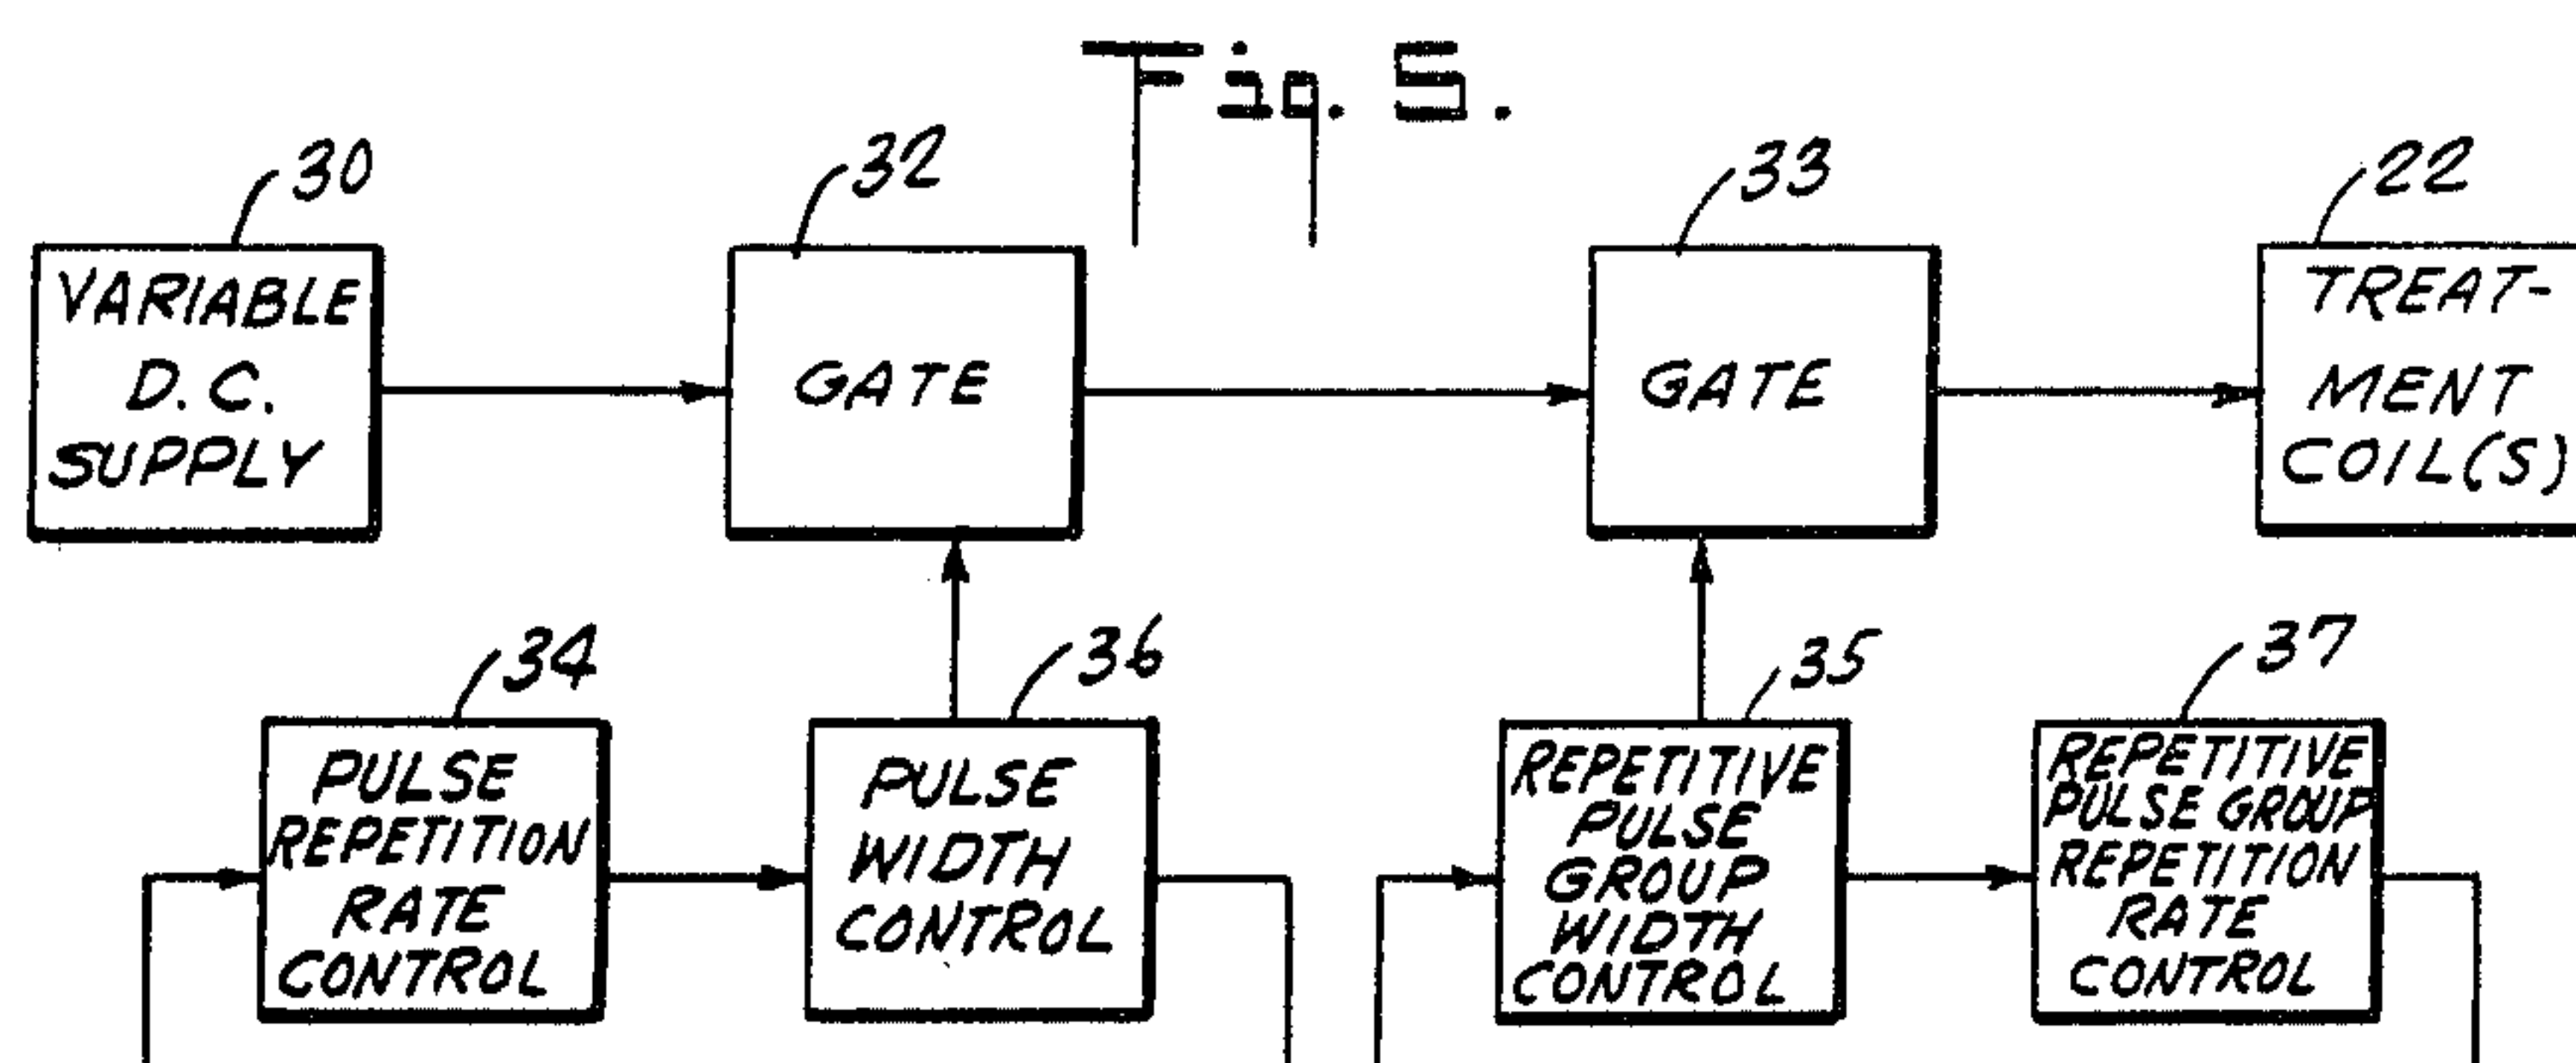 Fig. 5.
30
32
33
22
VARIABLE
D.C.
SUPPLY
GATE
GATE
TREAT-
MENT
COIL(S)
34
36
35
37
PULSE
REPETITION
RATE
CONTROL
PULSE
WIDTH
CONTROL
REPETITIVE
PULSE
GROUP
WIDTH
CONTROL
REPETITIVE
PULSE GROUP
REPETITION
RATE
CONTROL